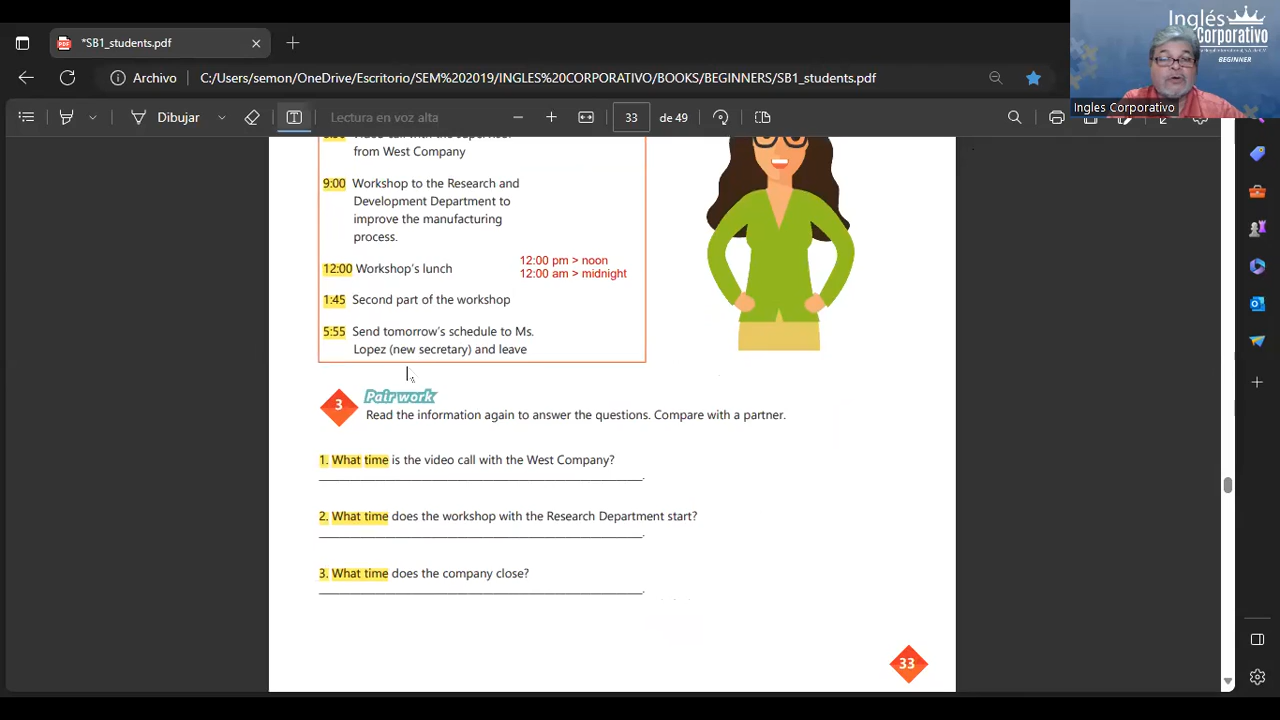 *SB1_students.pdf
Archivo
C:/Users/semon/OneDrive/Escritorio/SEM%202019/INGLES%20CORPORATIVO/BOOKS/BEGINNERS/SB1_students.pdf
Dibujar
Lectura en voz alta
33
de 49
Inglés
Corporativo
BEGINNER
Ingles Corporativo
from West Company
9:00 Workshop to the Research and
Development Department to
improve the manufacturing
process.
12:00 Workshop's lunch
12:00 pm > noon
12:00 am > midnight
1:45 Second part of the workshop
5:55 Send tomorrow's schedule to Ms.
Lopez (new secretary) and leave
3
Pair work
Read the information again to answer the questions. Compare with a partner.
1. What time is the video call with the West Company?
2. What time does the workshop with the Research Department start?
3. What time does the company close?
33